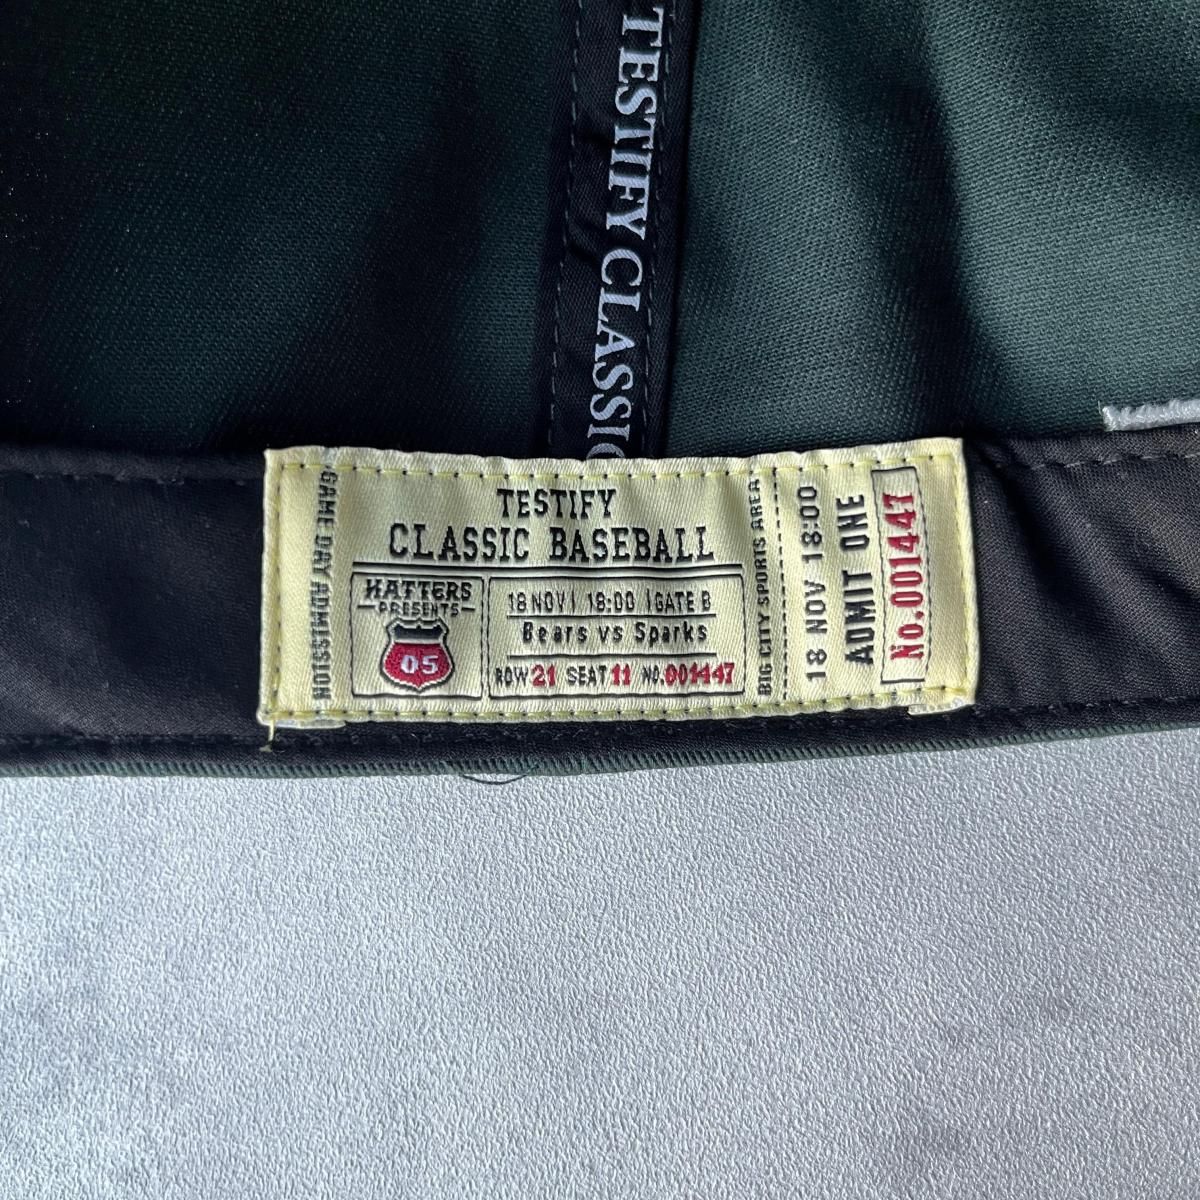 TESTIFY CLASSIC
GAME DAY ADMISSION
TESTIFY
CLASSIC BASEBALL
HATTERS
PRESENTS
05
18 NOV | 18:00 | GATE B
Bears vs Sparks
ROW 21 SEAT 11 NO.001447
BIG CITY SPORTS AREA
18 NOV 18:00
ADMIT ONE
No.001447